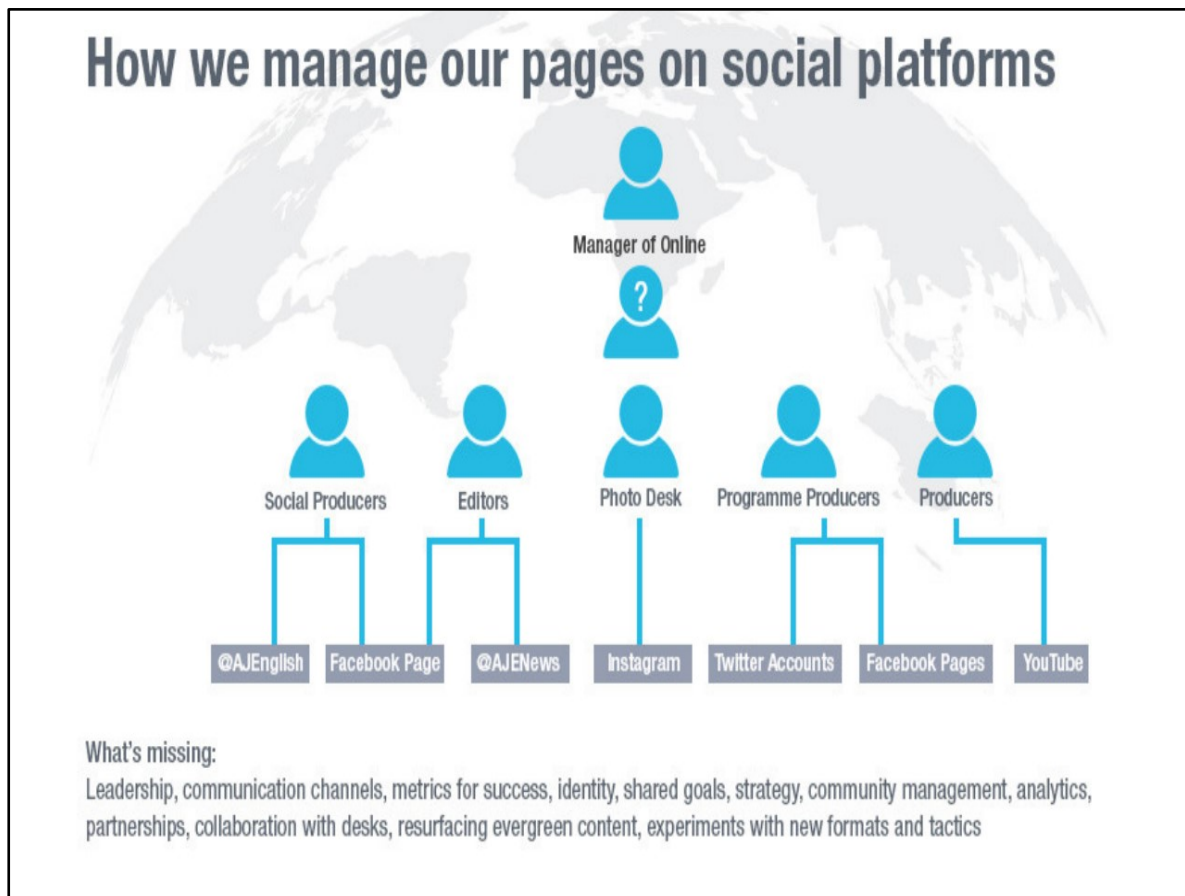 How we manage our pages on social platforms
Manager of Online
?
Social Producers
Editors
Photo Desk
Programme Producers
Producers
@AJEnglish
Facebook Page
@AJENews
Instagram
Twitter Accounts
Facebook Pages
YouTube
What's missing:
Leadership, communication channels, metrics for success, identity, shared goals, strategy, community management, analytics,
partnerships, collaboration with desks, resurfacing evergreen content, experiments with new formats and tactics